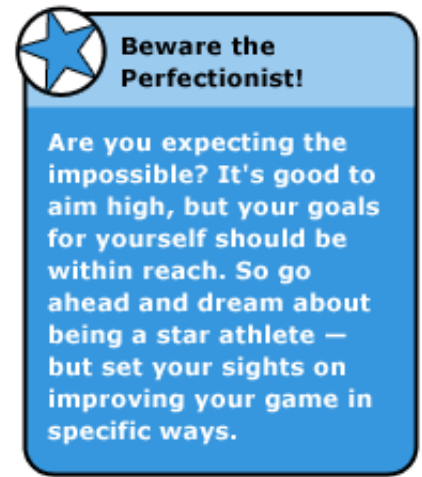 Beware the
Perfectionist!
Are you expecting the
impossible? It's good to
aim high, but your goals
for yourself should be
within reach. So go
ahead and dream about
being a star athlete —
but set your sights on
improving your game in
specific ways.